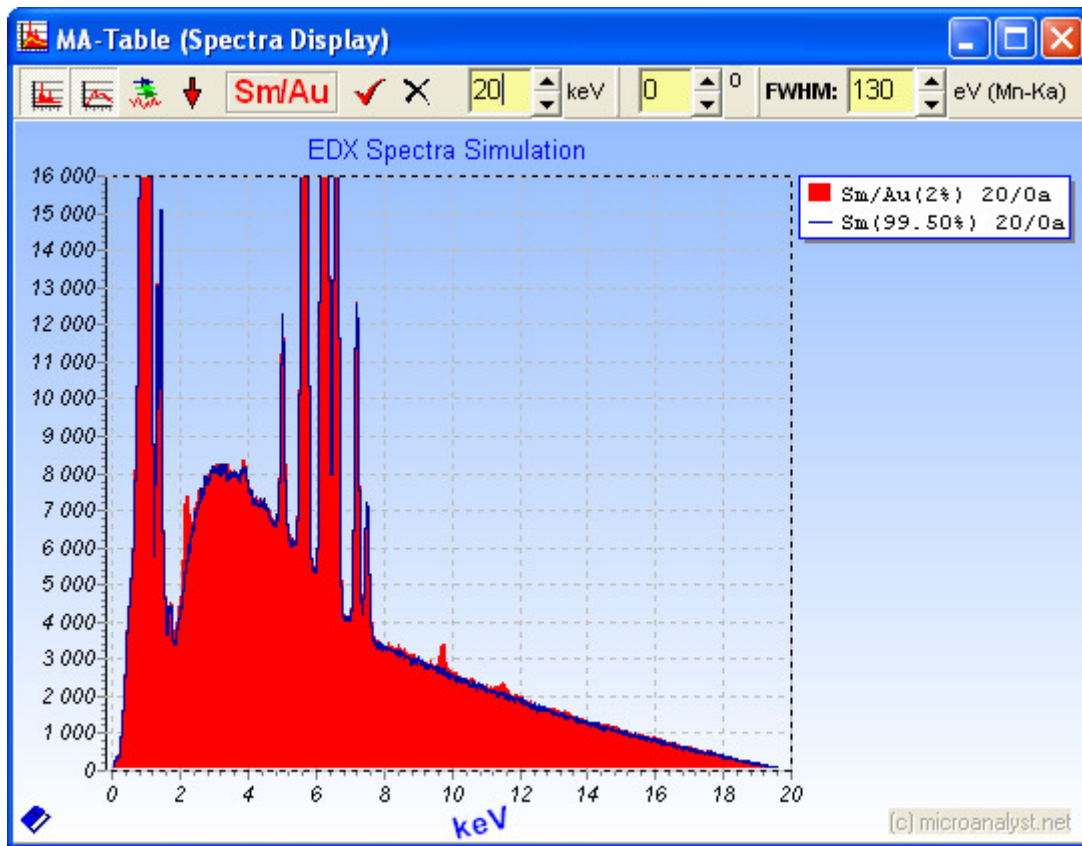 MA-Table (Spectra Display)
Sm/Au 20 keV 0 o FWHM: 130 eV (Mn-Ka)
EDX Spectra Simulation
16 000
15 000
14 000
13 000
12 000
11 000
10 000
9 000
8 000
7 000
6 000
5 000
4 000
3 000
2 000
1 000
0
0 2 4 6 8 10 12 14 16 18 20
keV
Sm/Au(2%) 20/0a
Sm(99.50%) 20/0a
(c) microanalyst.net